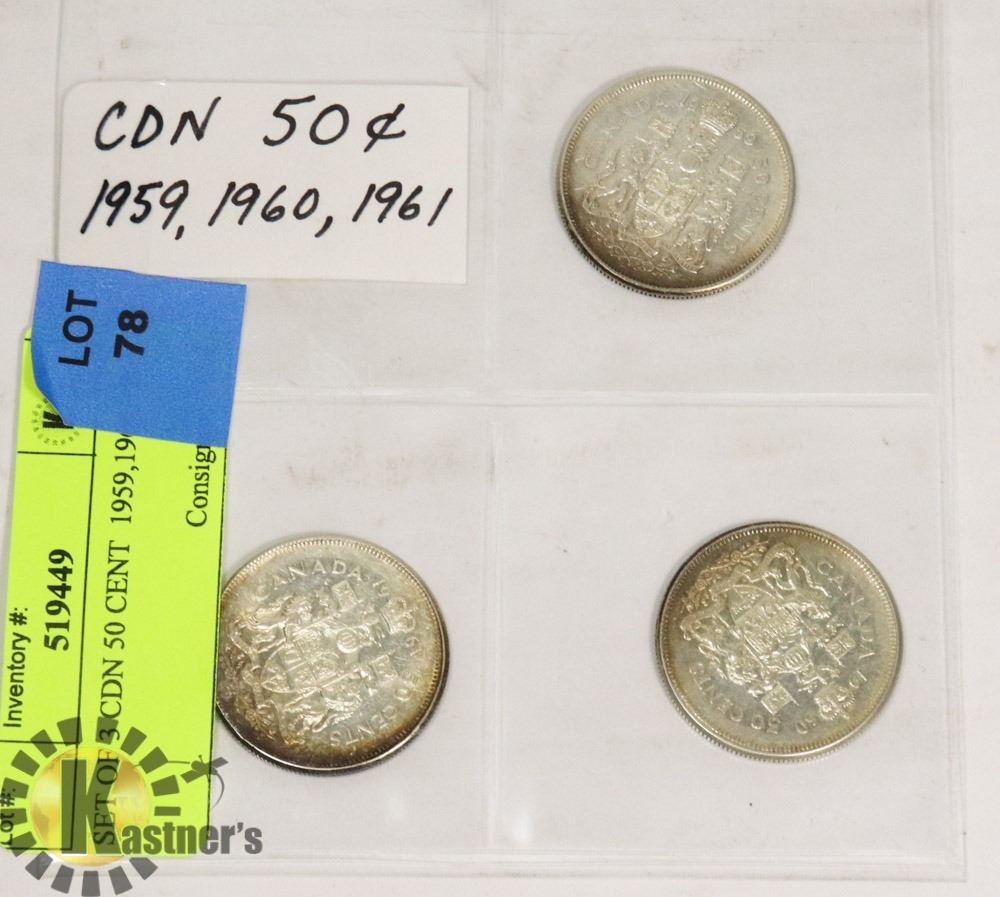 CDN 50¢
1959, 1960, 1961
LOT
78
Lot #:
Inventory #:
519449
SET OF 3 CDN 50 CENT 1959,19
Consig
Kastner's
CANADA
50 CENTS
CANADA 19
50 CENTS
CANADA
50 CENTS